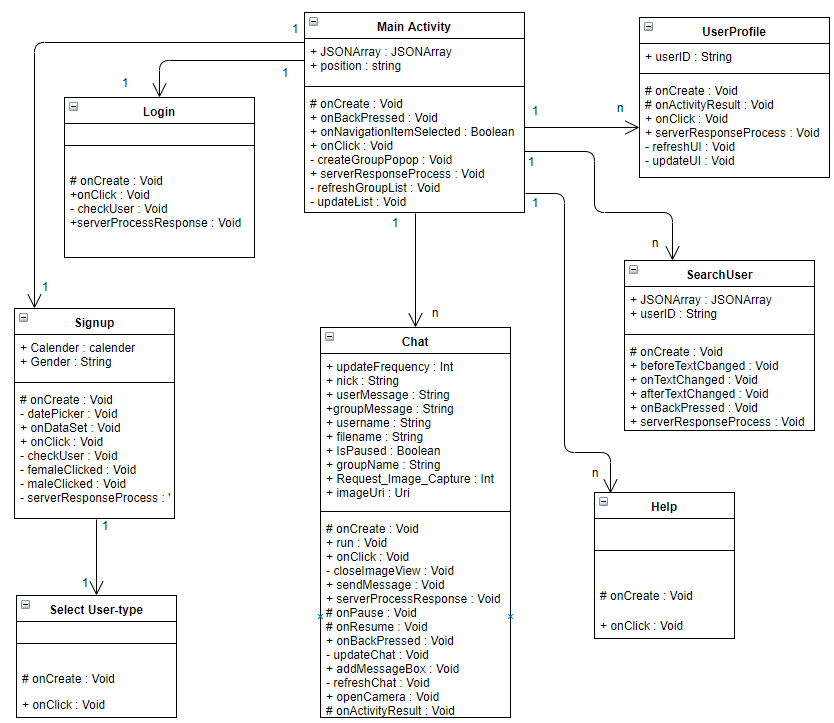 Main Activity
+ JSONArray : JSONArray
+ position : string
# onCreate : Void
+ onBackPressed : Void
+ onNavigationItemSelected : Boolean
+ onClick : Void
- createGroupPopop : Void
+ serverResponseProcess : Void
- refreshGroupList : Void
- updateList : Void
UserProfile
+ userID : String
# onCreate : Void
# onActivityResult : Void
+ onClick : Void
+ serverResponseProcess : Void
- refreshUI : Void
- updateUI : Void
1
1
1
1
n
1
1
1
n
1
n
n
1
Login
# onCreate : Void
+onClick : Void
- checkUser : Void
+serverProcessResponse : Void
SearchUser
+ JSONArray : JSONArray
+ userID : String
# onCreate : Void
+ beforeTextCbanged : Void
+ onTextChanged : Void
+ afterTextChanged : Void
+ onBackPressed : Void
+ serverResponseProcess : Void
Signup
+ Calender : calender
+ Gender : String
# onCreate : Void
- datePicker : Void
+ onDataSet : Void
+ onClick : Void
- checkUser : Void
- femaleClicked : Void
- maleClicked : Void
- serverResponseProcess :
1
1
Chat
+ updateFrequency : Int
+ nick : String
+ userMessage : String
+groupMessage : String
+ username : String
+ filename : String
+ IsPaused : Boolean
+ groupName : String
+ Request_Image_Capture : Int
+ imageUri : Uri
# onCreate : Void
+ run : Void
+ onClick : Void
- closeImageView : Void
+ sendMessage : Void
+ serverProcessResponse : Void
# onPause : Void
# onResume : Void
+ onBackPressed : Void
- updateChat : Void
+ addMessageBox : Void
- refreshChat : Void
+ openCamera : Void
# onActivityResult : Void
Help
# onCreate : Void
+ onClick : Void
Select User-type
# onCreate : Void
+ onClick : Void